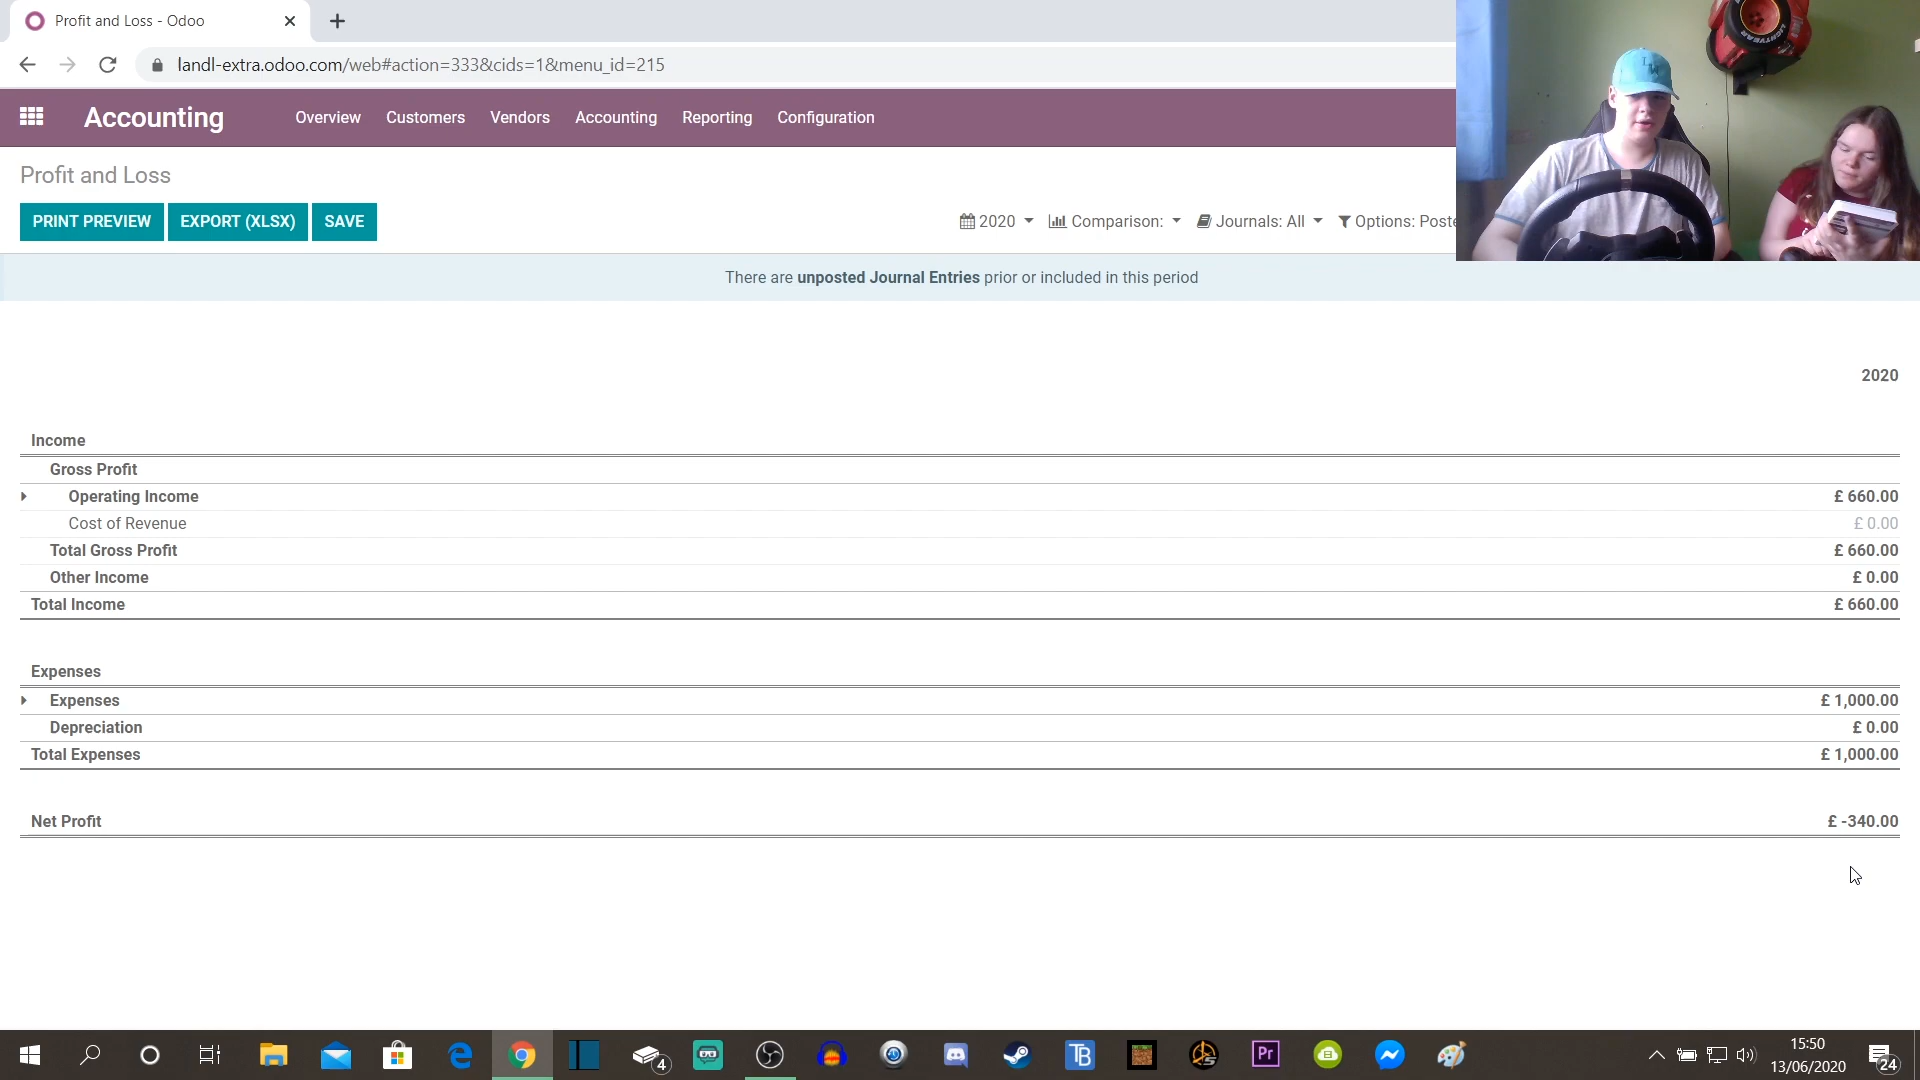 Profit and Loss - Odoo
landl-extra.odoo.com/web#action=333&cids=1&menu_id=215
Accounting Overview Customers Vendors Accounting Reporting Configuration
Profit and Loss
PRINT PREVIEW EXPORT (XLSX) SAVE 2020 Comparison: Journals: All Options: Poste
There are unposted Journal Entries prior or included in this period
2020
Income
Gross Profit
Operating Income £ 660.00
Cost of Revenue £ 0.00
Total Gross Profit £ 660.00
Other Income £ 0.00
Total Income £ 660.00
Expenses
Expenses £ 1,000.00
Depreciation £ 0.00
Total Expenses £ 1,000.00
Net Profit £ -340.00
LIGHTYEAR
4
TB
Pr
15:50
13/06/2020
24